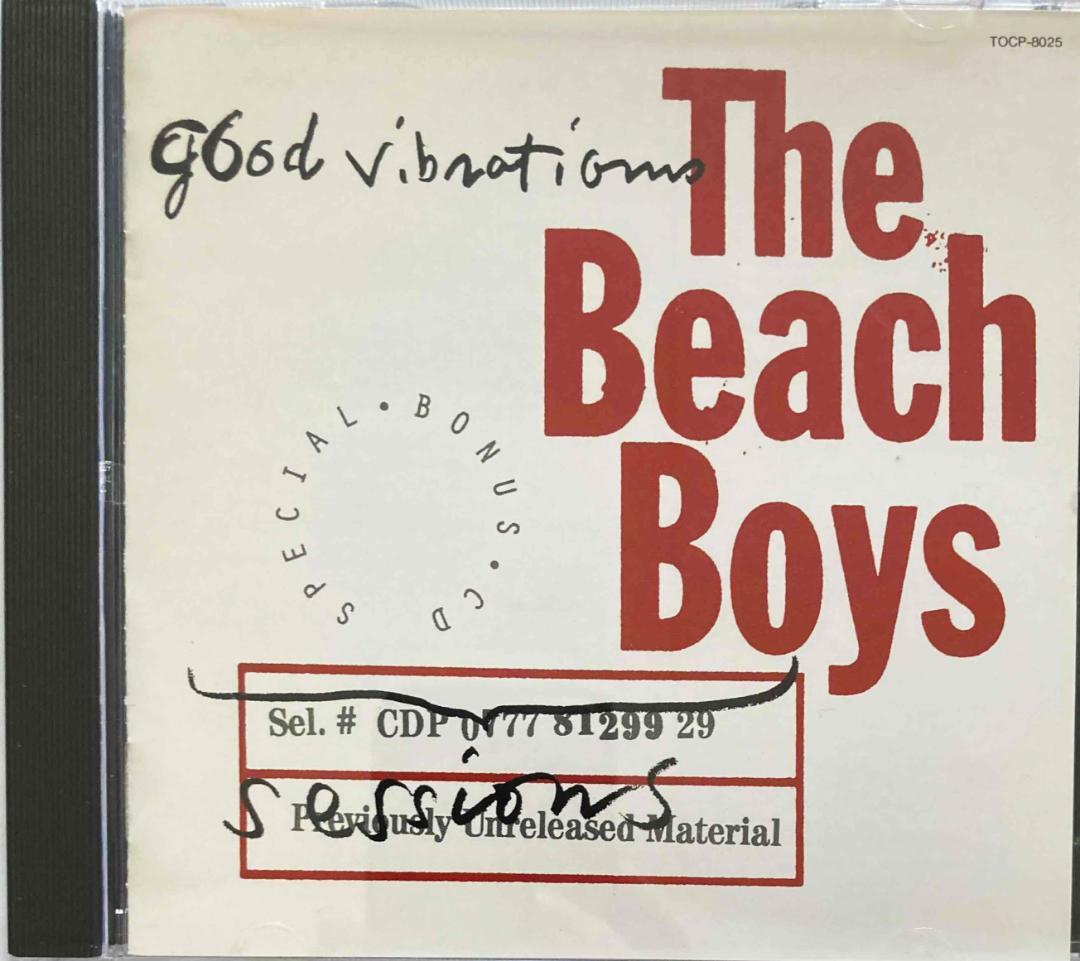 TOCP-8025
The
good vibrations
Beach
SPECIAL • BONUS • CD
Boys
Sel. # CDP 0777 81299 29
sessions
Previously Unreleased Material